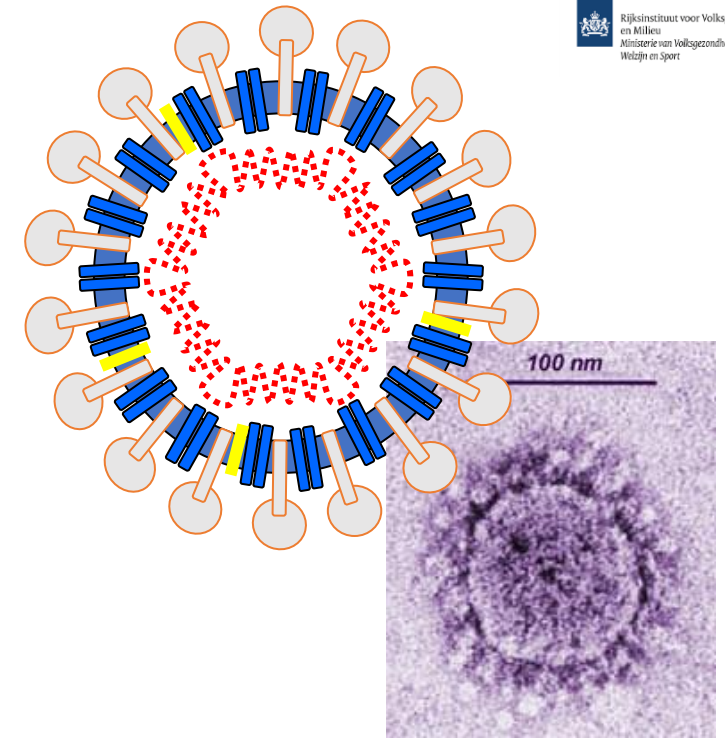 Rijksinstituut voor Volks
en Milieu
Ministerie van Volksgezondh
Welzijn en Sport
100 nm